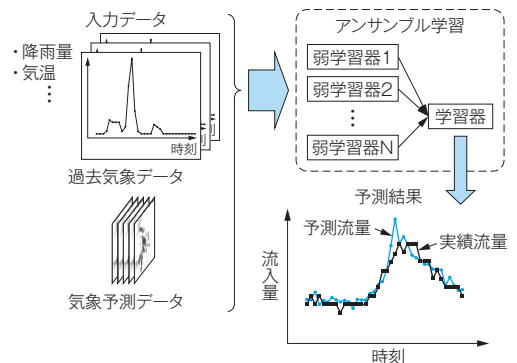 入力データ
・降雨量
・気温
⋮
時刻
過去気象データ
気象予測データ
アンサンブル学習
弱学習器1
弱学習器2
⋮
弱学習器N
学習器
予測結果
予測流量
実績流量
流入量
時刻